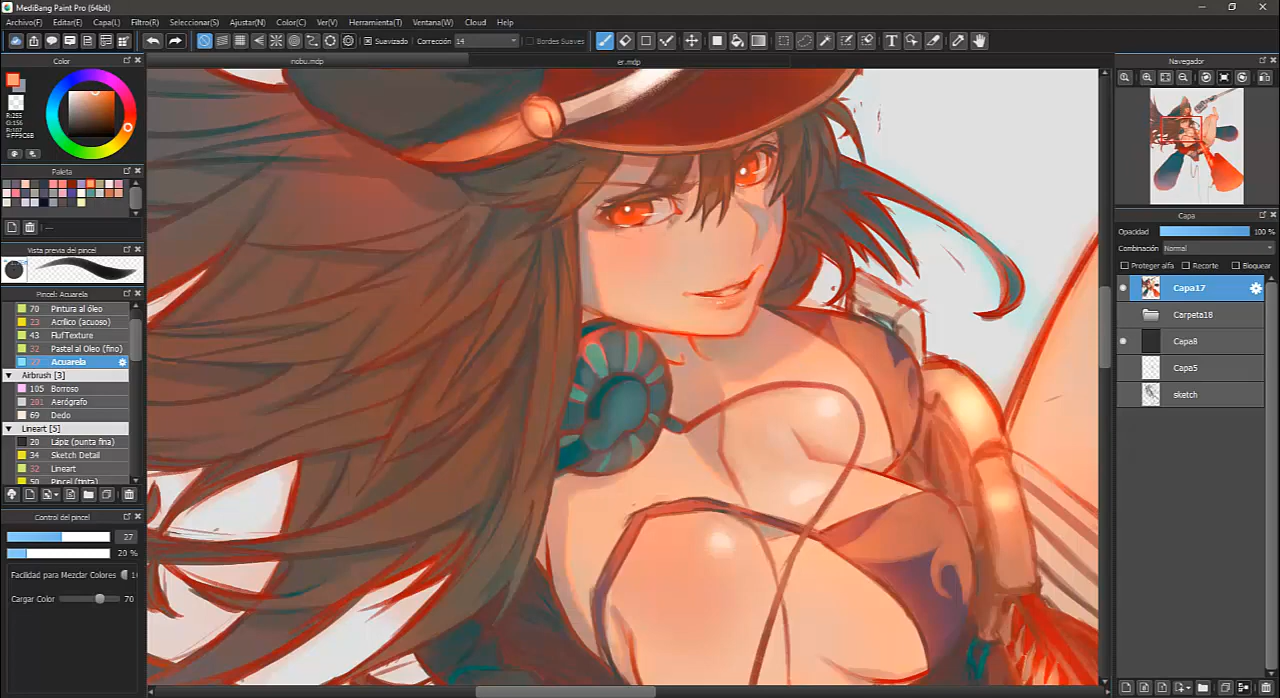 MediBang Paint Pro (64bit)
Archivo(F) Editar(E) Capa(L) Filtro(R) Seleccionar(S) Ajustar(N) Color(C) Ver(V) Herramienta(T) Ventana(W) Cloud Help
Suavizado Corrección 14 Bordes Suaves
T
Color
nobu.mdp er.mdp
R:255
G:156
B:107
#FF9C6B
Paleta
---
Vista previa del pincel
Pincel: Acuarela
70 Pintura al óleo
23 Acrílico (acuoso)
43 FlufTexture
32 Pastel al Oleo (fino)
27 Acuarela
Airbrush [3]
105 Borroso
201 Aerógrafo
69 Dedo
Lineart [5]
20 Lápiz (punta fina)
34 Sketch Detail
32 Lineart
50 Pincel (tinta)
Control del pincel
27
20 %
Facilidad para Mezclar Colores
Cargar Color 70
Navegador
Capa
Opacidad 100 %
Combinación Normal
Proteger alfa Recorte Bloquear
Capa17
Carpeta18
Capa8
Capa5
sketch